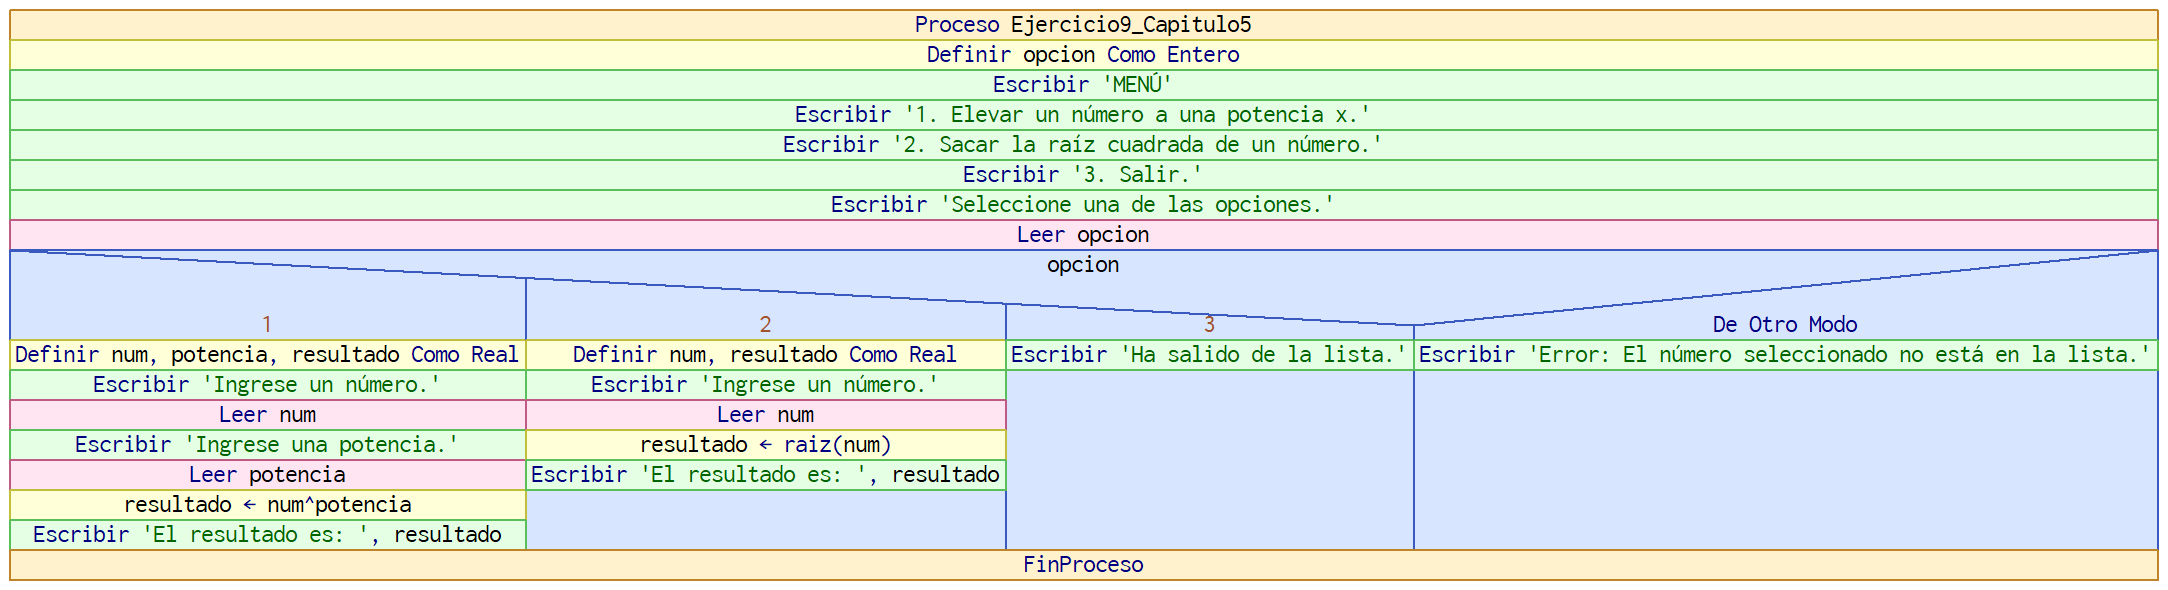 Proceso Ejercicio9_Capitulo5
Definir opcion Como Entero
Escribir 'MENÚ'
Escribir '1. Elevar un número a una potencia x.'
Escribir '2. Sacar la raíz cuadrada de un número.'
Escribir '3. Salir.'
Escribir 'Seleccione una de las opciones.'
Leer opcion
opcion
1
Definir num, potencia, resultado Como Real
Escribir 'Ingrese un número.'
Leer num
Escribir 'Ingrese una potencia.'
Leer potencia
resultado ← num^potencia
Escribir 'El resultado es: ', resultado
2
Definir num, resultado Como Real
Escribir 'Ingrese un número.'
Leer num
resultado ← raiz(num)
Escribir 'El resultado es: ', resultado
3
Escribir 'Ha salido de la lista.'
De Otro Modo
Escribir 'Error: El número seleccionado no está en la lista.'
FinProceso